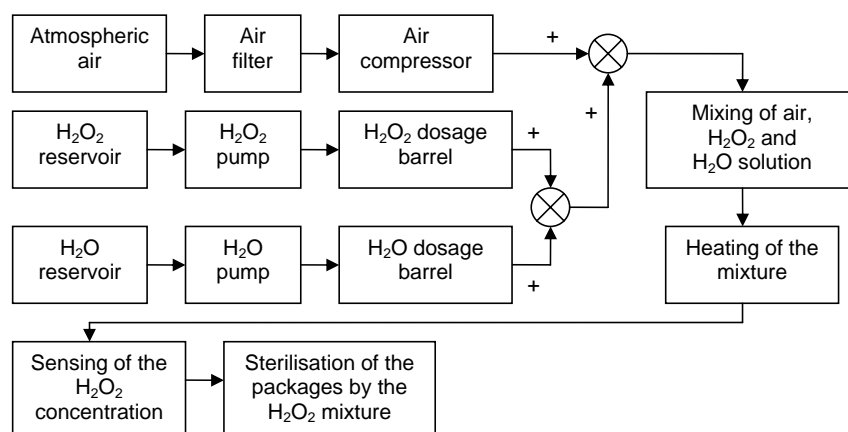 Atmospheric
air
Air
filter
Air
compressor
+
+
Mixing of air,
H₂O₂ and
H₂O solution
H₂O₂
reservoir
H₂O₂
pump
H₂O₂ dosage
barrel
+
H₂O
reservoir
H₂O
pump
H₂O dosage
barrel
+
Heating of the
mixture
Sensing of the
H₂O₂
concentration
Sterilisation of the
packages by the
H₂O₂ mixture